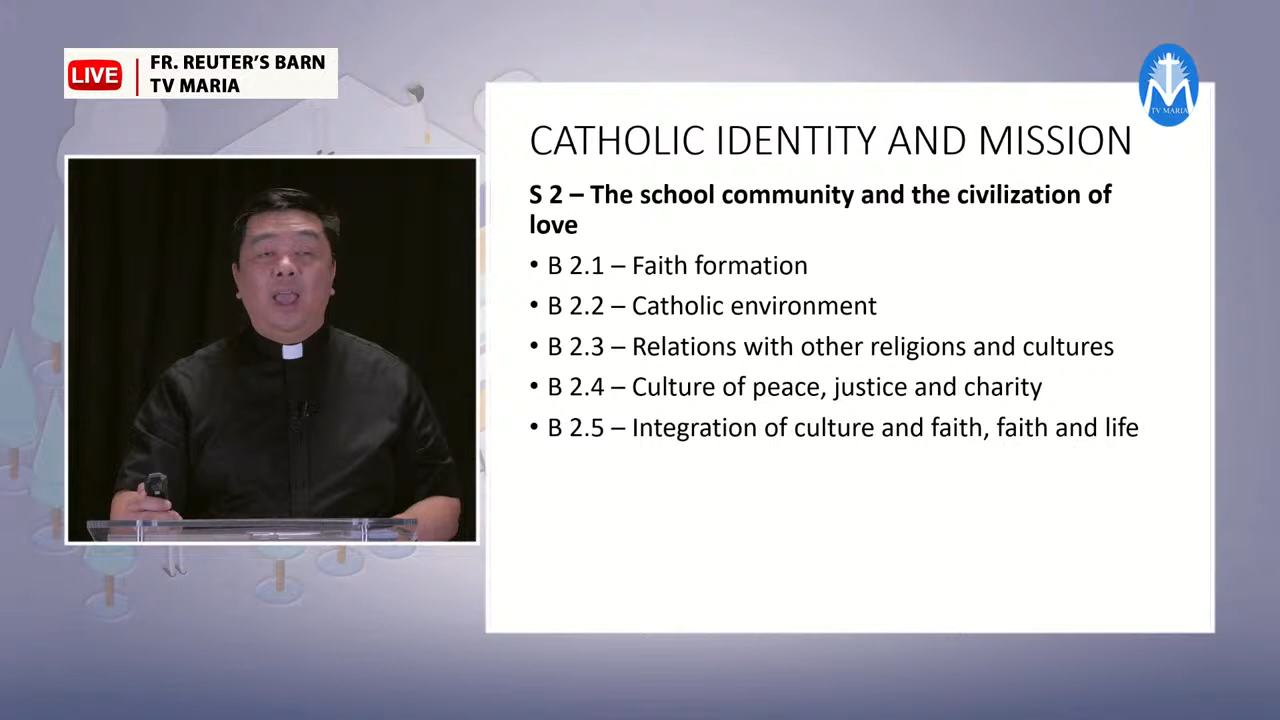 LIVE
FR. REUTER'S BARN
TV MARIA
TV MARIA
CATHOLIC IDENTITY AND MISSION
S 2 – The school community and the civilization of
love
• B 2.1 – Faith formation
• B 2.2 – Catholic environment
• B 2.3 – Relations with other religions and cultures
• B 2.4 – Culture of peace, justice and charity
• B 2.5 – Integration of culture and faith, faith and life